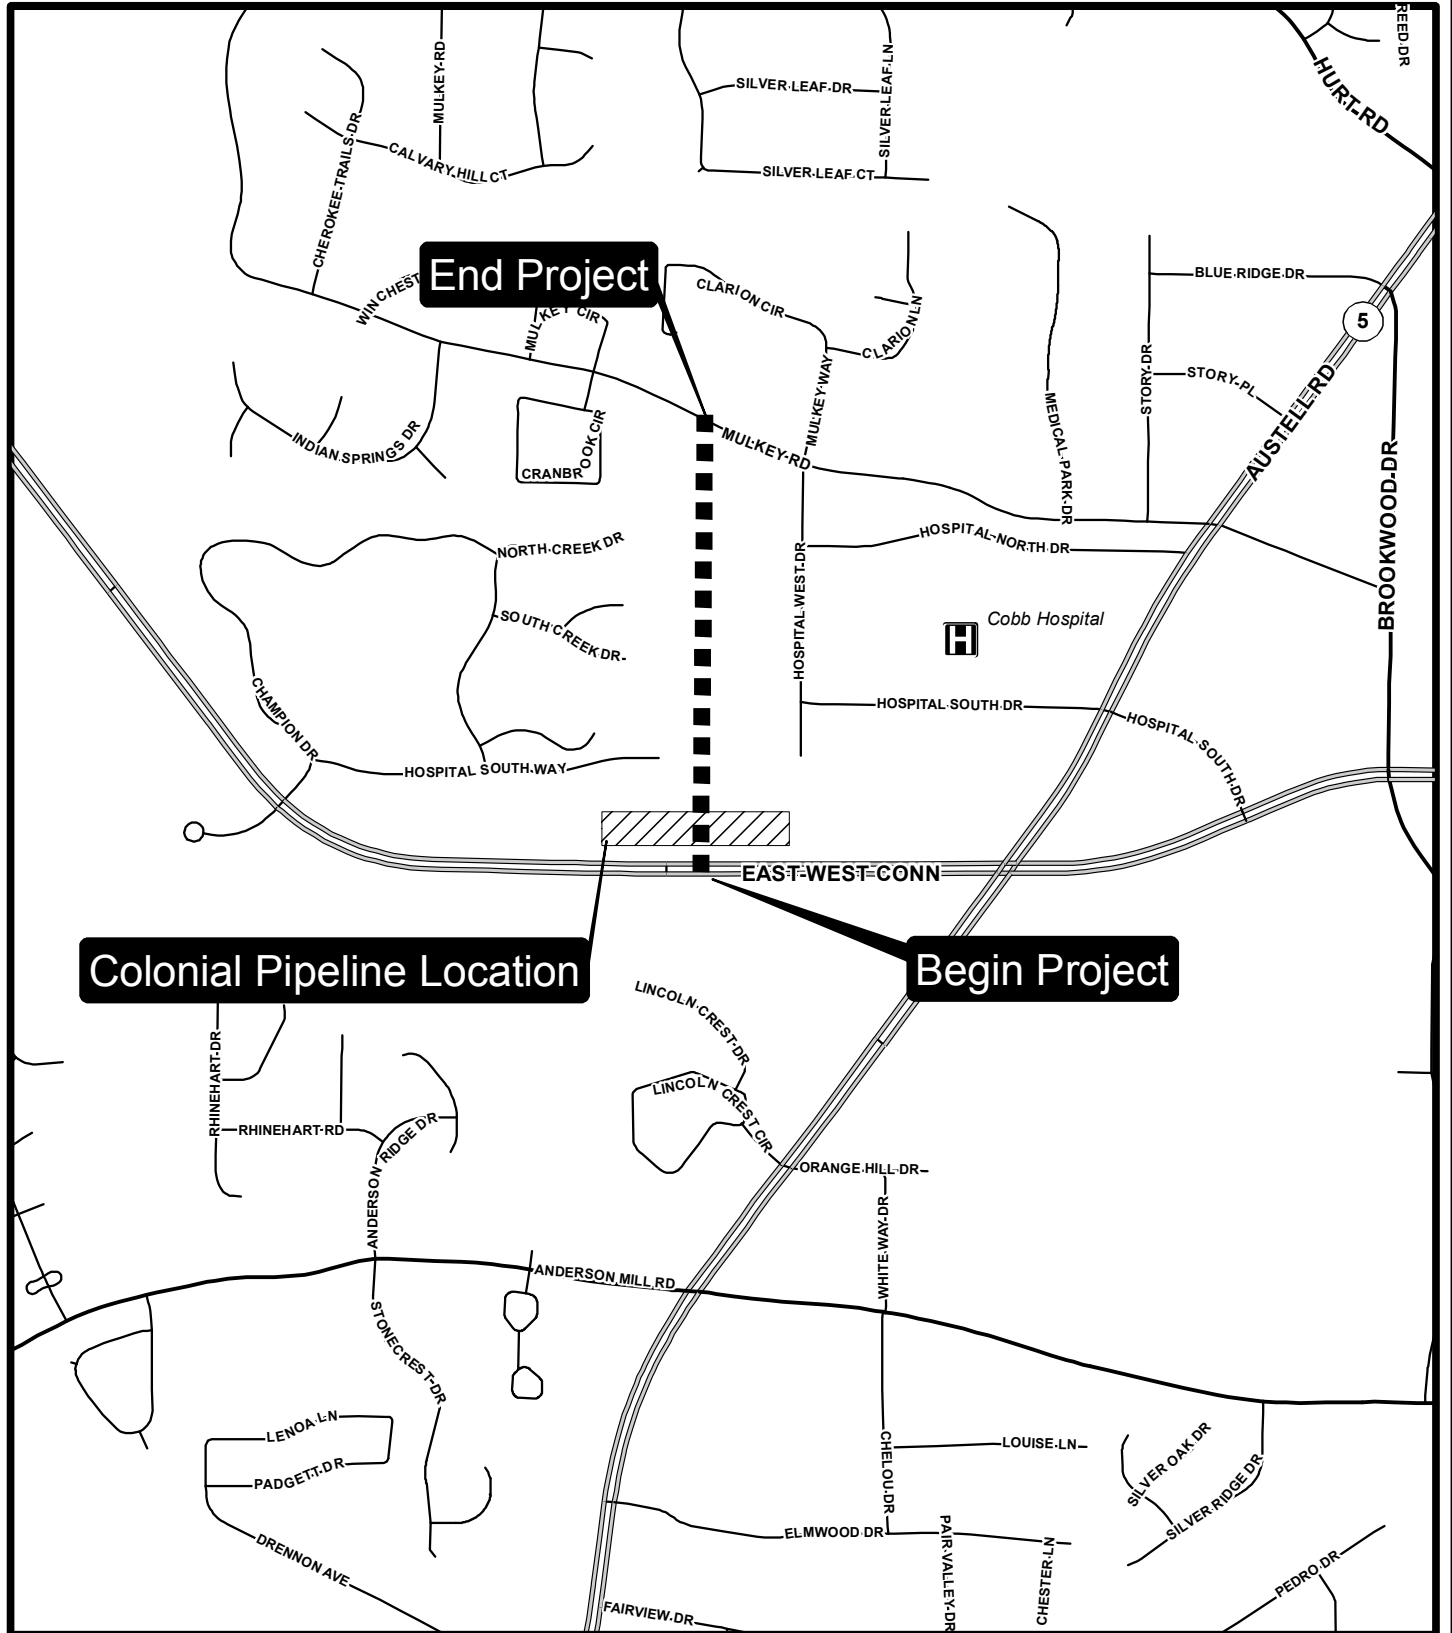 REED DR
HURT RD
MULKEY RD
SILVER LEAF DR
SILVER LEAF LN
CHEROKEE TRAILS DR
CALVARY HILL CT
SILVER LEAF CT
End Project
WINCHEST
MULKEY CIR
CLARION CIR
CLARION LN
BLUE RIDGE DR
5
STORY DR
STORY PL
AUSTELL RD
MULKEY WAY
MEDICAL PARK DR
INDIAN SPRINGS DR
CRANBROOK CIR
MULKEY RD
BROOKWOOD DR
NORTH CREEK DR
HOSPITAL NORTH DR
HOSPITAL WEST DR
SOUTH CREEK DR
H
Cobb Hospital
CHAMPION DR
HOSPITAL SOUTH DR
HOSPITAL SOUTH DR
HOSPITAL SOUTH WAY
EAST-WEST CONN
Colonial Pipeline Location
Begin Project
LINCOLN CREST DR
RHINEHART DR
LINCOLN CREST CIR
RHINEHART RD
ANDERSON RIDGE DR
ORANGE HILL DR
WHITE WAY DR
ANDERSON MILL RD
STONECREST DR
LENOA LN
PADGETT DR
CHELOU DR
LOUISE LN
SILVER OAK DR
SILVER RIDGE DR
DRENNON AVE
ELMWOOD DR
PAIR VALLEY DR
CHESTER LN
PEDRO DR
FAIRVIEW DR